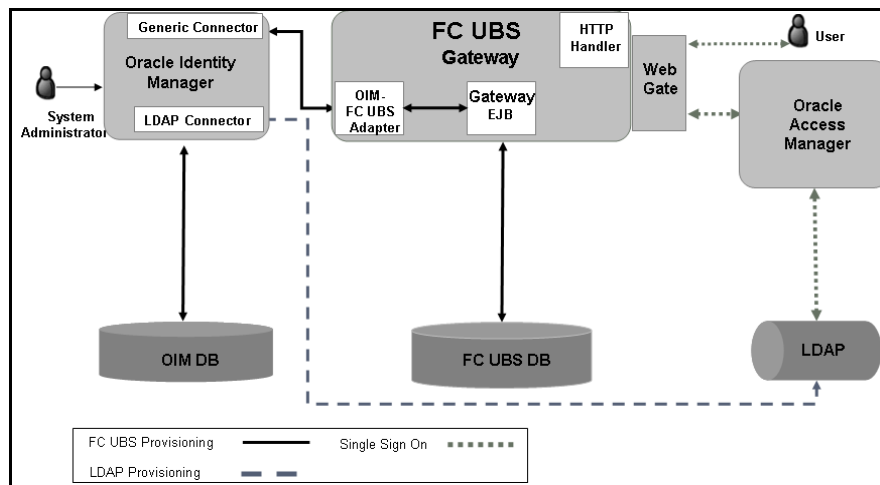 Generic Connector
Oracle Identity
Manager
LDAP Connector
System
Administrator
FC UBS
Gateway
HTTP
Handler
OIM-
FC UBS
Adapter
Gateway
EJB
Web
Gate
User
Oracle
Access
Manager
OIM DB
FC UBS DB
LDAP
FC UBS Provisioning
Single Sign On
LDAP Provisioning